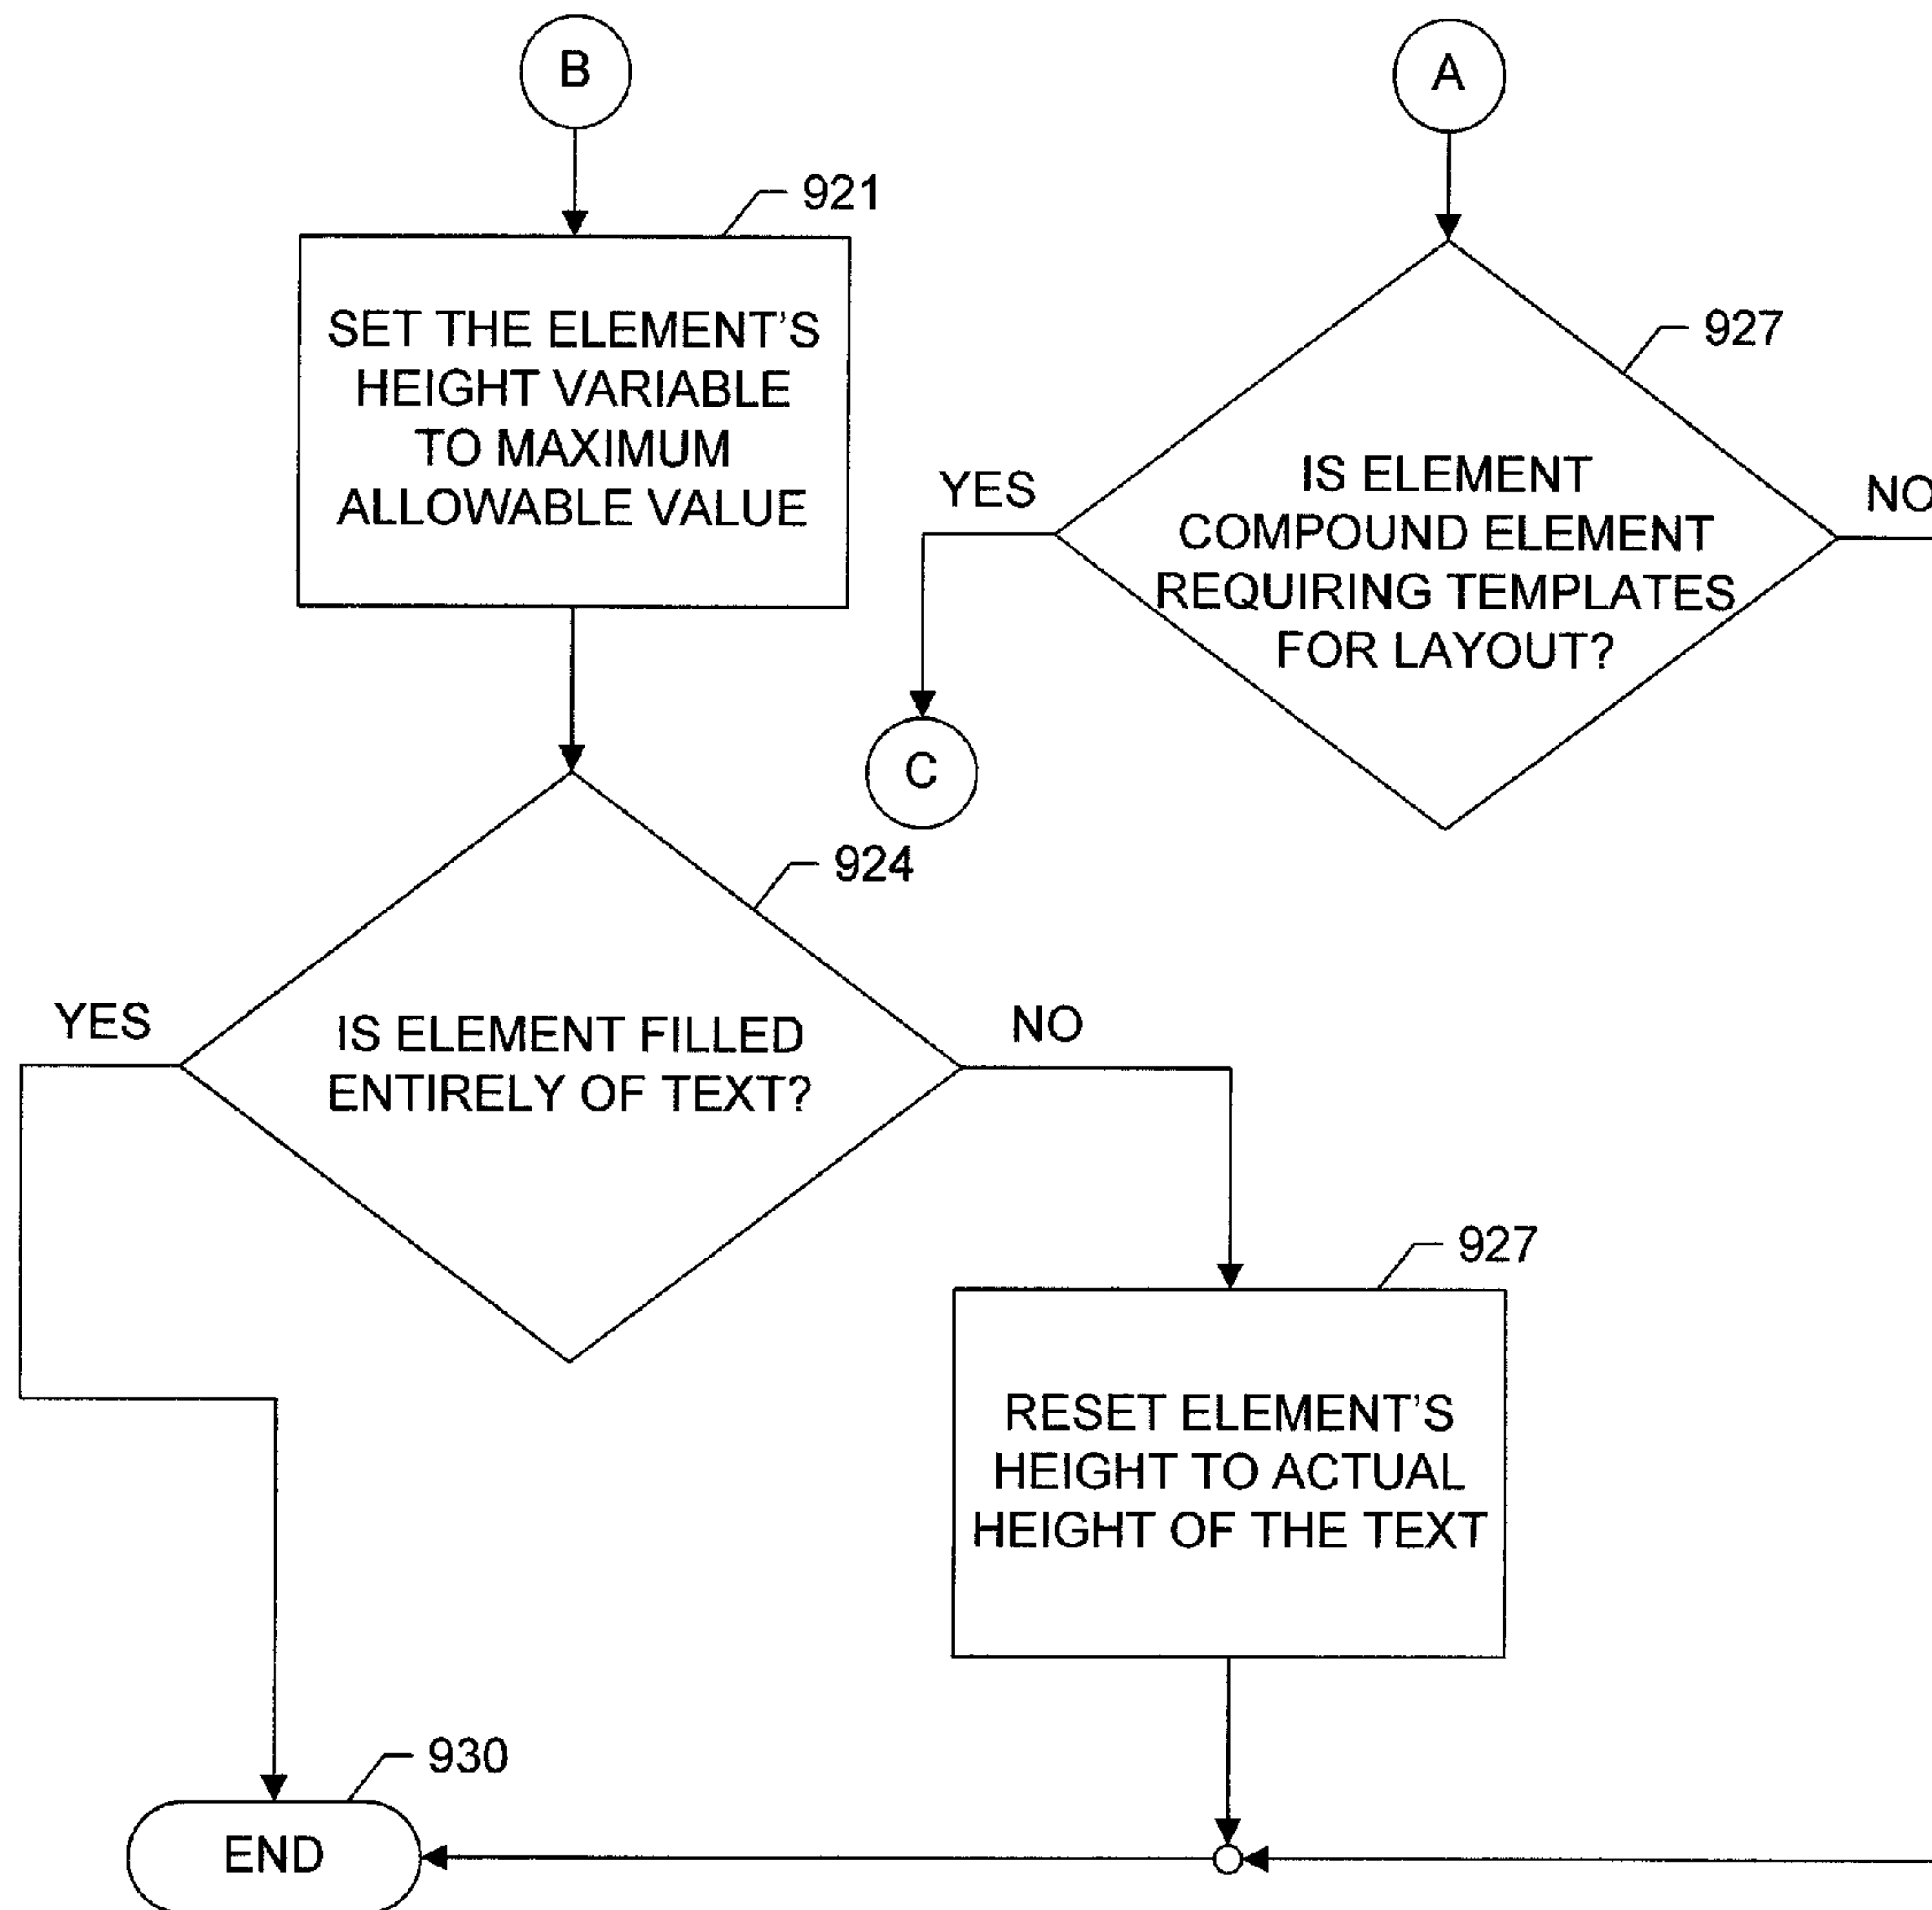 B
A
921
SET THE ELEMENT'S
HEIGHT VARIABLE
TO MAXIMUM
ALLOWABLE VALUE
927
YES
IS ELEMENT
COMPOUND ELEMENT
REQUIRING TEMPLATES
FOR LAYOUT?
NO
C
924
YES
IS ELEMENT FILLED
ENTIRELY OF TEXT?
NO
927
RESET ELEMENT'S
HEIGHT TO ACTUAL
HEIGHT OF THE TEXT
930
END